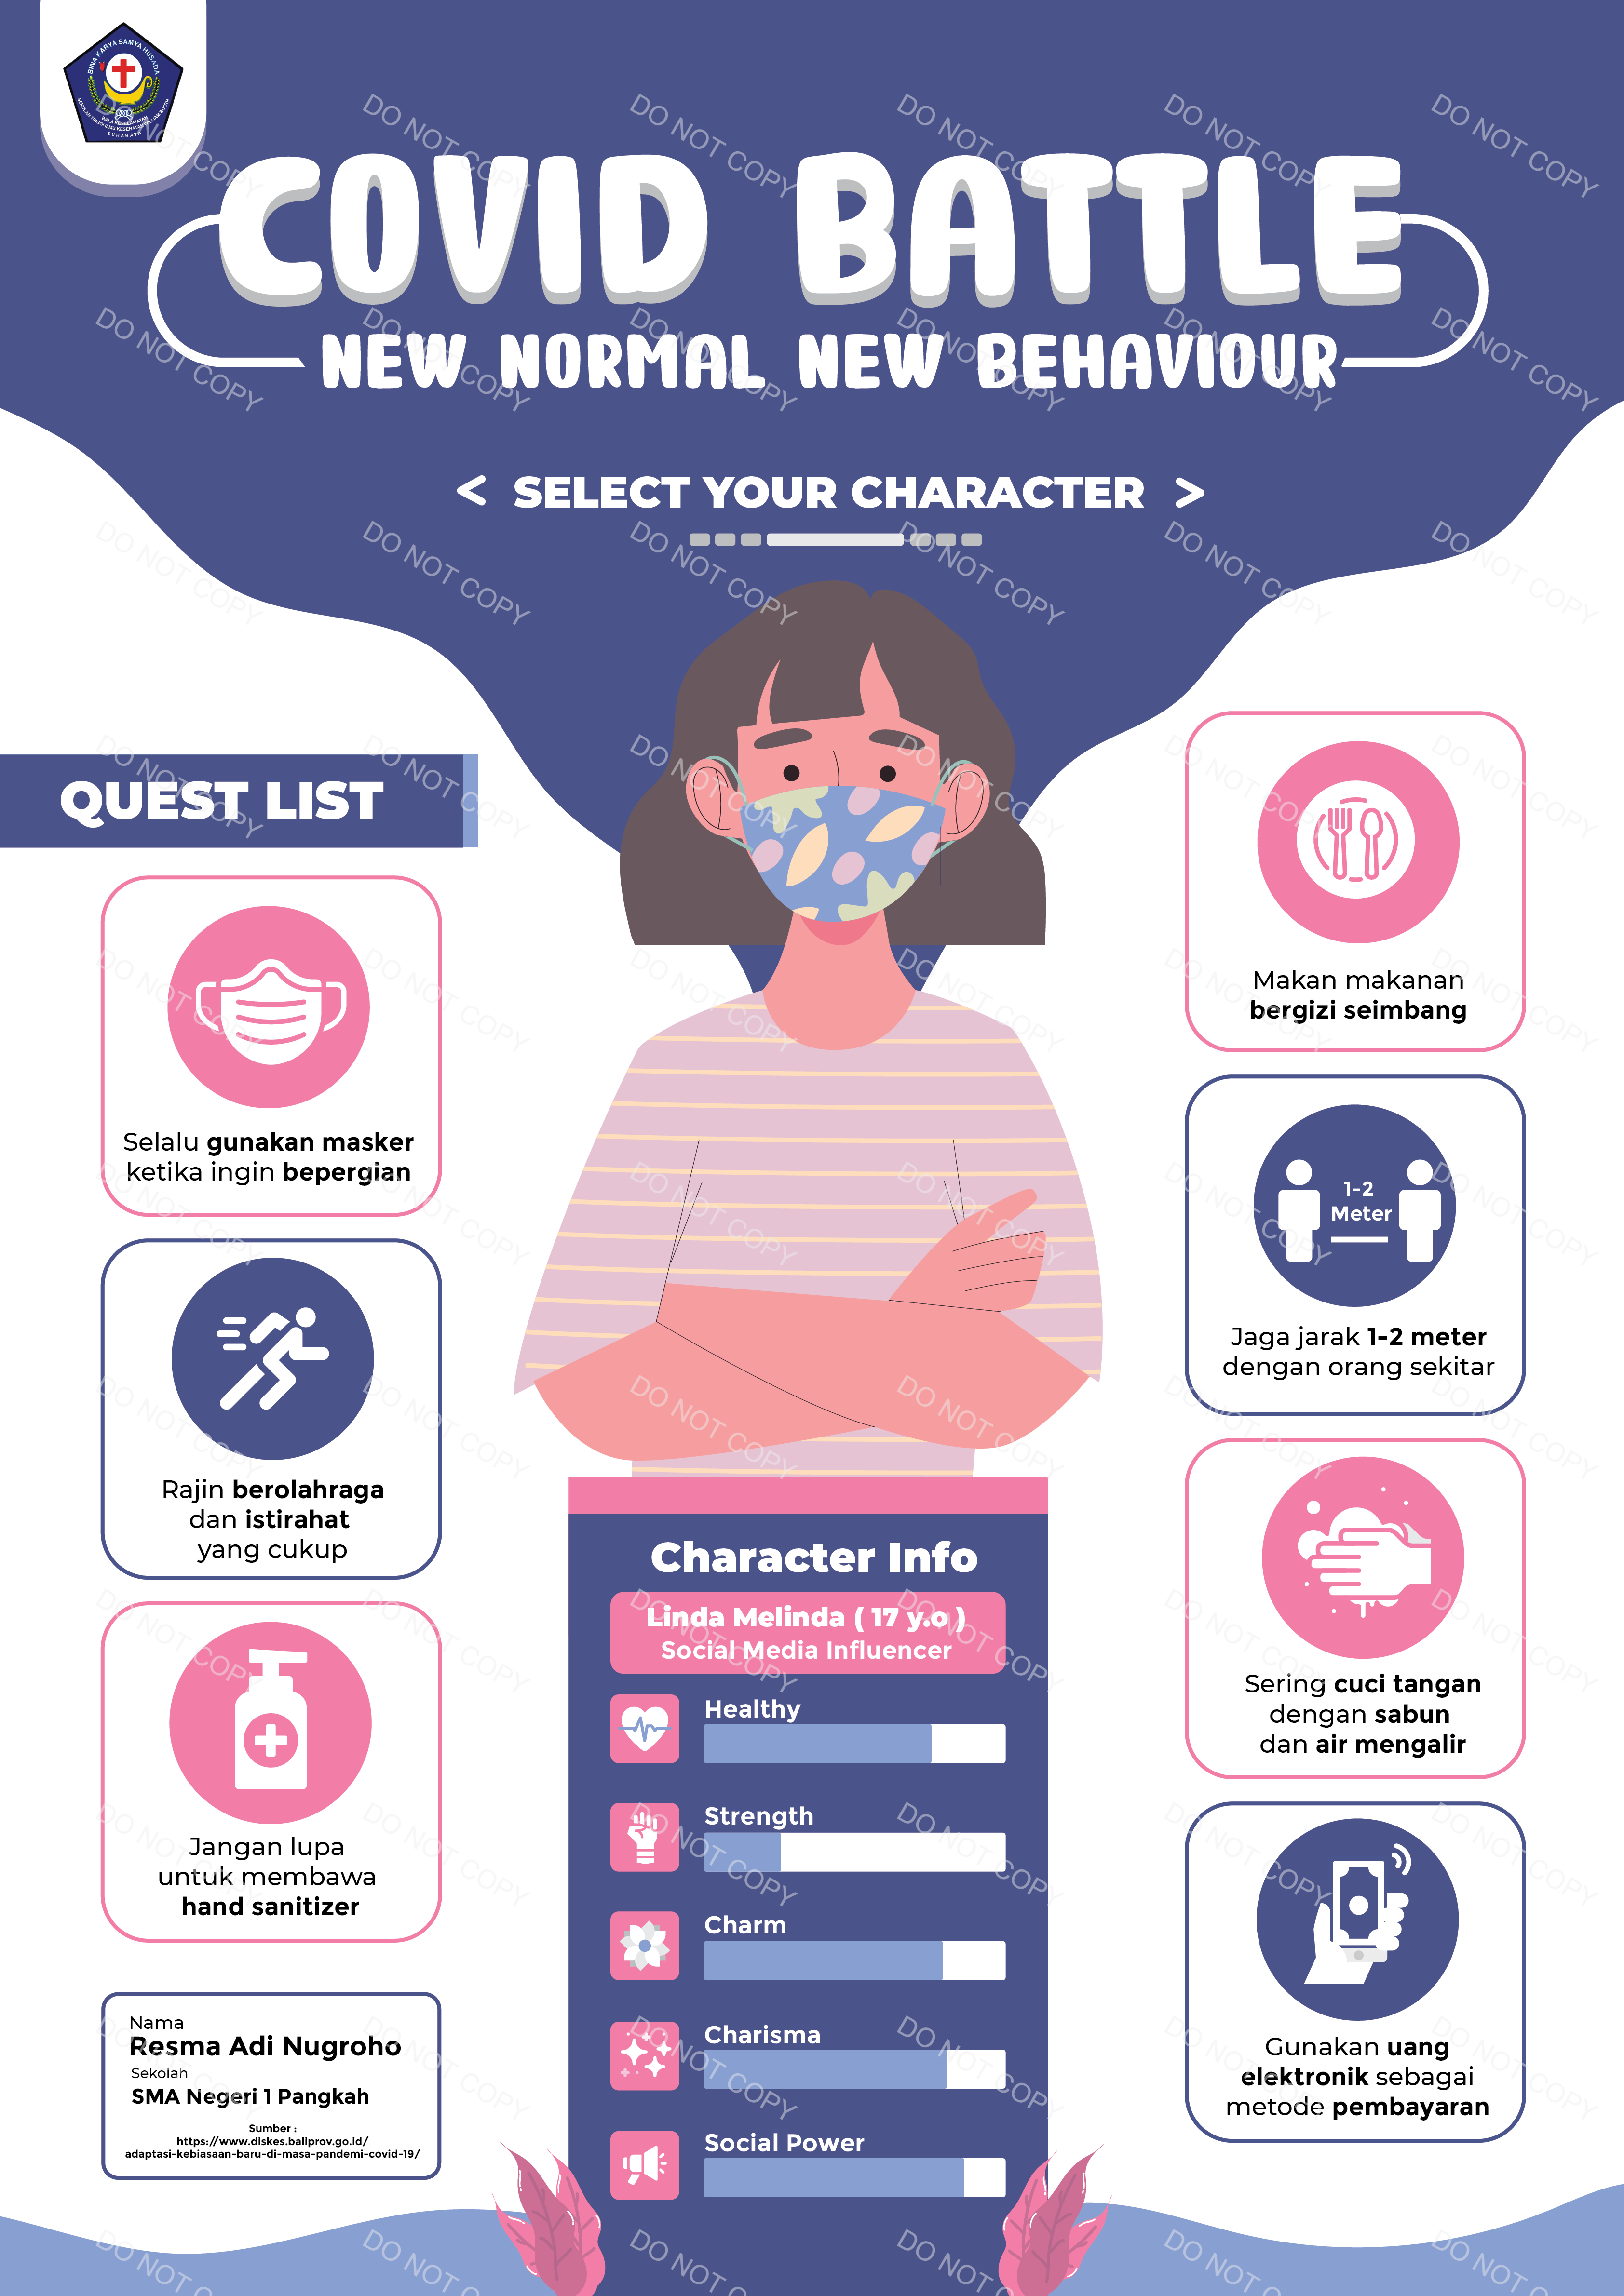 BINA KARYA SAMYA HUSADA
BALA KESELAMATAN
SEKOLAH TINGGI ILMU KESEHATAN WILLIAM BOOTH
SURABAYA
COVID BATTLE
NEW NORMAL NEW BEHAVIOUR
< SELECT YOUR CHARACTER >
QUEST LIST
Selalu gunakan masker
ketika ingin bepergian
Rajin berolahraga
dan istirahat
yang cukup
Jangan lupa
untuk membawa
hand sanitizer
Nama
Resma Adi Nugroho
Sekolah
SMA Negeri 1 Pangkah
Sumber :
https://www.diskes.baliprov.go.id/
adaptasi-kebiasaan-baru-di-masa-pandemi-covid-19/
Character Info
Linda Melinda ( 17 y.o )
Social Media Influencer
Healthy
Strength
Charm
Charisma
Social Power
Makan makanan
bergizi seimbang
1-2
Meter
Jaga jarak 1-2 meter
dengan orang sekitar
Sering cuci tangan
dengan sabun
dan air mengalir
Gunakan uang
elektronik sebagai
metode pembayaran
DO NOT COPY